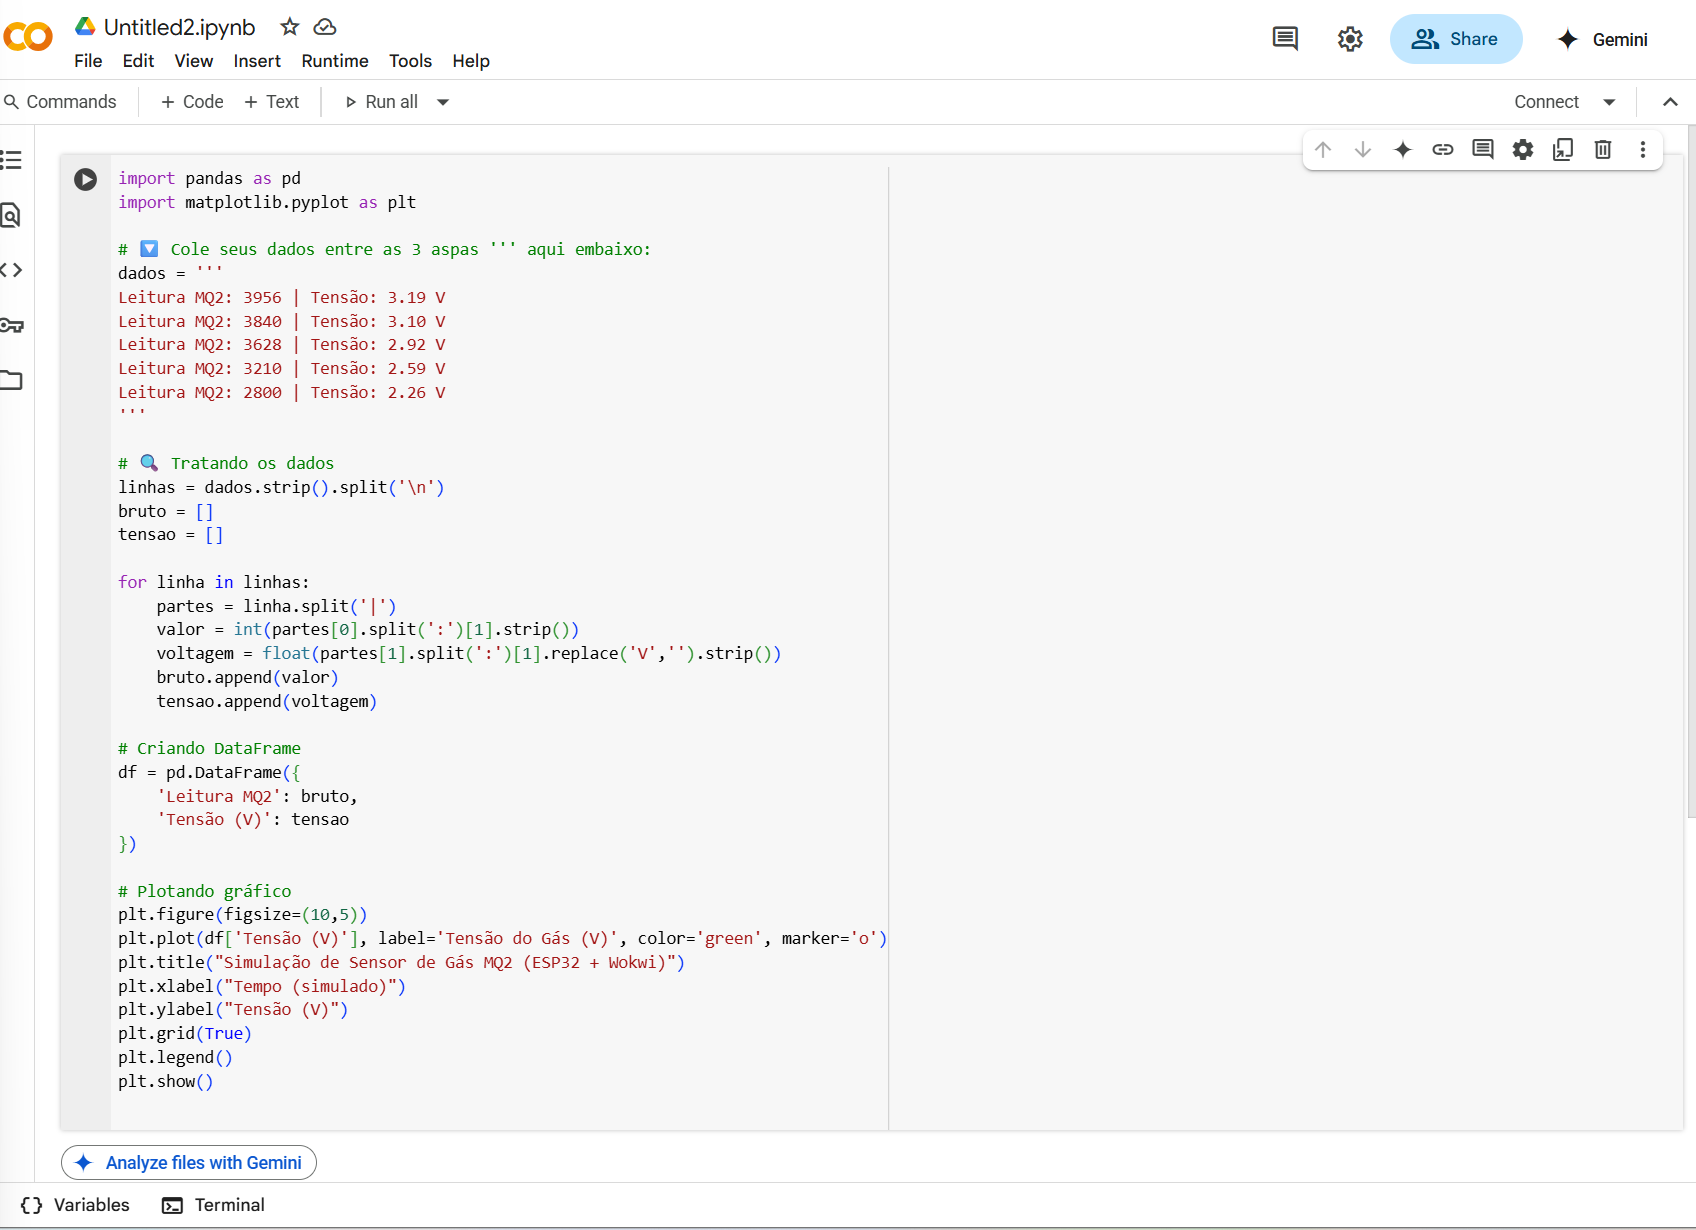 Untitled2.ipynb
File Edit View Insert Runtime Tools Help
Share
Gemini
Commands + Code + Text Run all
Connect
import pandas as pd
import matplotlib.pyplot as plt
# 🔽 Cole seus dados entre as 3 aspas ''' aqui embaixo:
dados = '''
Leitura MQ2: 3956 | Tensão: 3.19 V
Leitura MQ2: 3840 | Tensão: 3.10 V
Leitura MQ2: 3628 | Tensão: 2.92 V
Leitura MQ2: 3210 | Tensão: 2.59 V
Leitura MQ2: 2800 | Tensão: 2.26 V
'''
# 🔍 Tratando os dados
linhas = dados.strip().split('\n')
bruto = []
tensao = []
for linha in linhas:
    partes = linha.split('|')
    valor = int(partes[0].split(':')[1].strip())
    voltagem = float(partes[1].split(':')[1].replace('V','').strip())
    bruto.append(valor)
    tensao.append(voltagem)
# Criando DataFrame
df = pd.DataFrame({
    'Leitura MQ2': bruto,
    'Tensão (V)': tensao
})
# Plotando gráfico
plt.figure(figsize=(10,5))
plt.plot(df['Tensão (V)'], label='Tensão do Gás (V)', color='green', marker='o')
plt.title("Simulação de Sensor de Gás MQ2 (ESP32 + Wokwi)")
plt.xlabel("Tempo (simulado)")
plt.ylabel("Tensão (V)")
plt.grid(True)
plt.legend()
plt.show()
Analyze files with Gemini
Variables Terminal